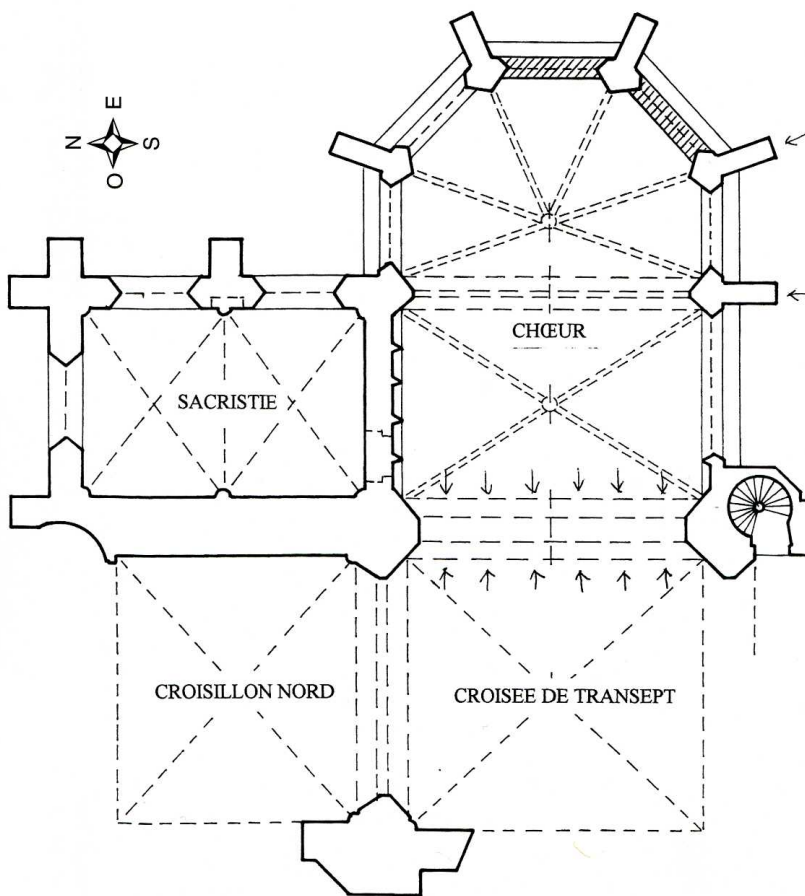 E
N
S
O
CHŒUR
SACRISTIE
CROISILLON NORD
CROISEE DE TRANSEPT